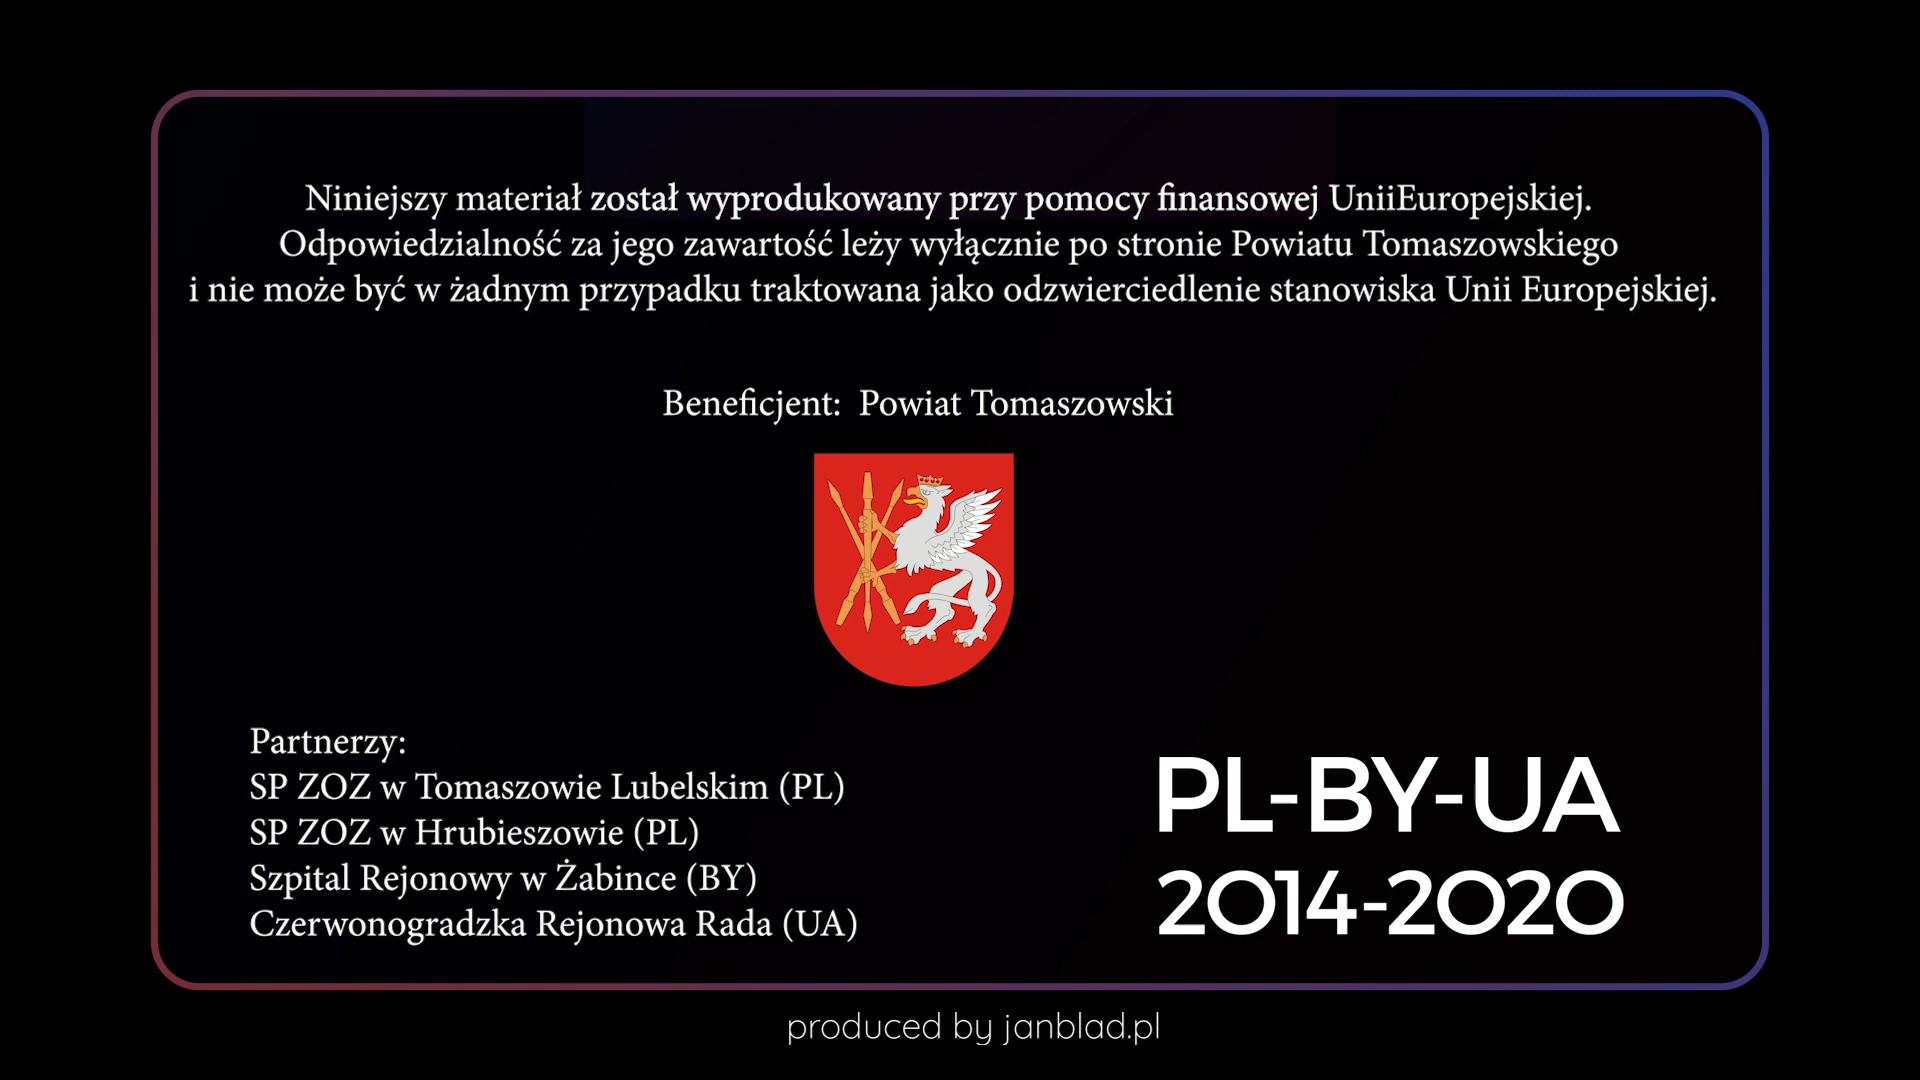 Niniejszy materiał został wyprodukowany przy pomocy finansowej UniiEuropejskiej.
Odpowiedzialność za jego zawartość leży wyłącznie po stronie Powiatu Tomaszowskiego
i nie może być w żadnym przypadku traktowana jako odzwierciedlenie stanowiska Unii Europejskiej.
Beneficjent: Powiat Tomaszowski
Partnerzy:
SP ZOZ w Tomaszowie Lubelskim (PL)
SP ZOZ w Hrubieszowie (PL)
Szpital Rejonowy w Żabince (BY)
Czerwonogradzka Rejonowa Rada (UA)
PL-BY-UA
2014-2020
produced by janblad.pl